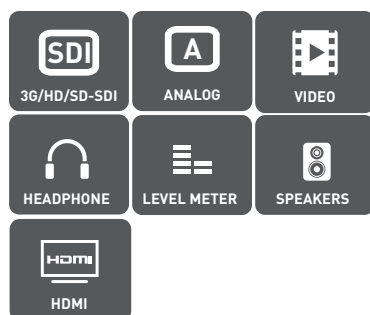 SDI
3G/HD/SD-SDI
A
ANALOG
VIDEO
HEADPHONE
LEVEL METER
SPEAKERS
HDMI
HDMI